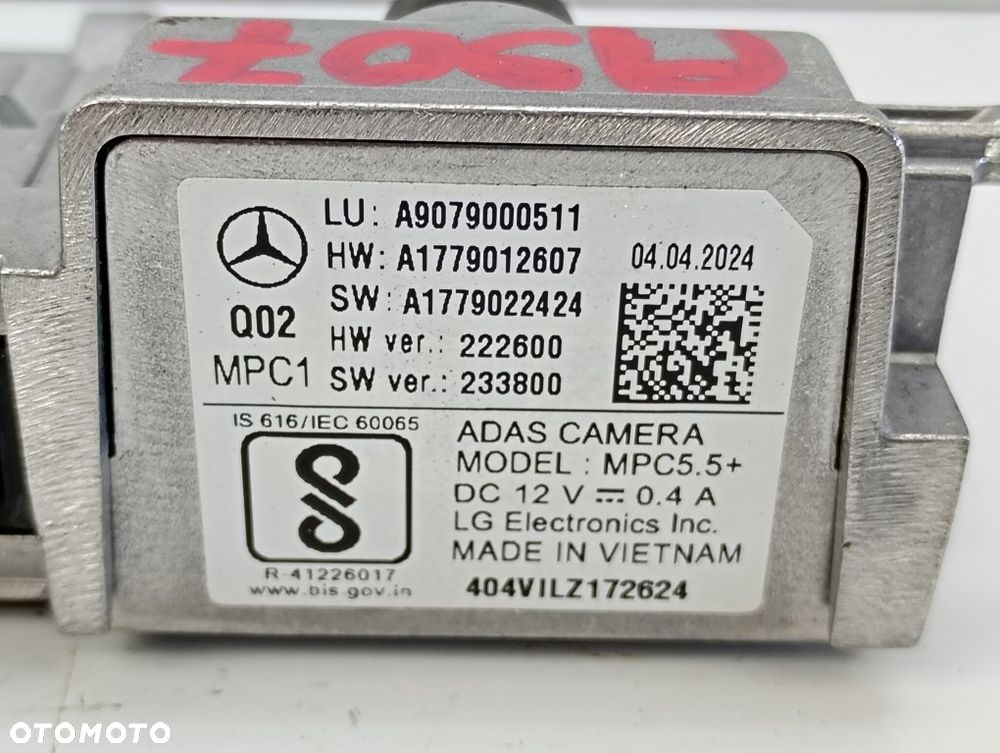 A507
LU: A9079000511
HW: A1779012607
SW: A1779022424
HW ver.: 222600
SW ver.: 233800
Q02
MPC1
04.04.2024
IS 616/IEC 60065
R-41226017
www.bis.gov.in
ADAS CAMERA
MODEL : MPC5.5+
DC 12 V ⎓ 0.4 A
LG Electronics Inc.
MADE IN VIETNAM
404VILZ172624
OTOMOTO